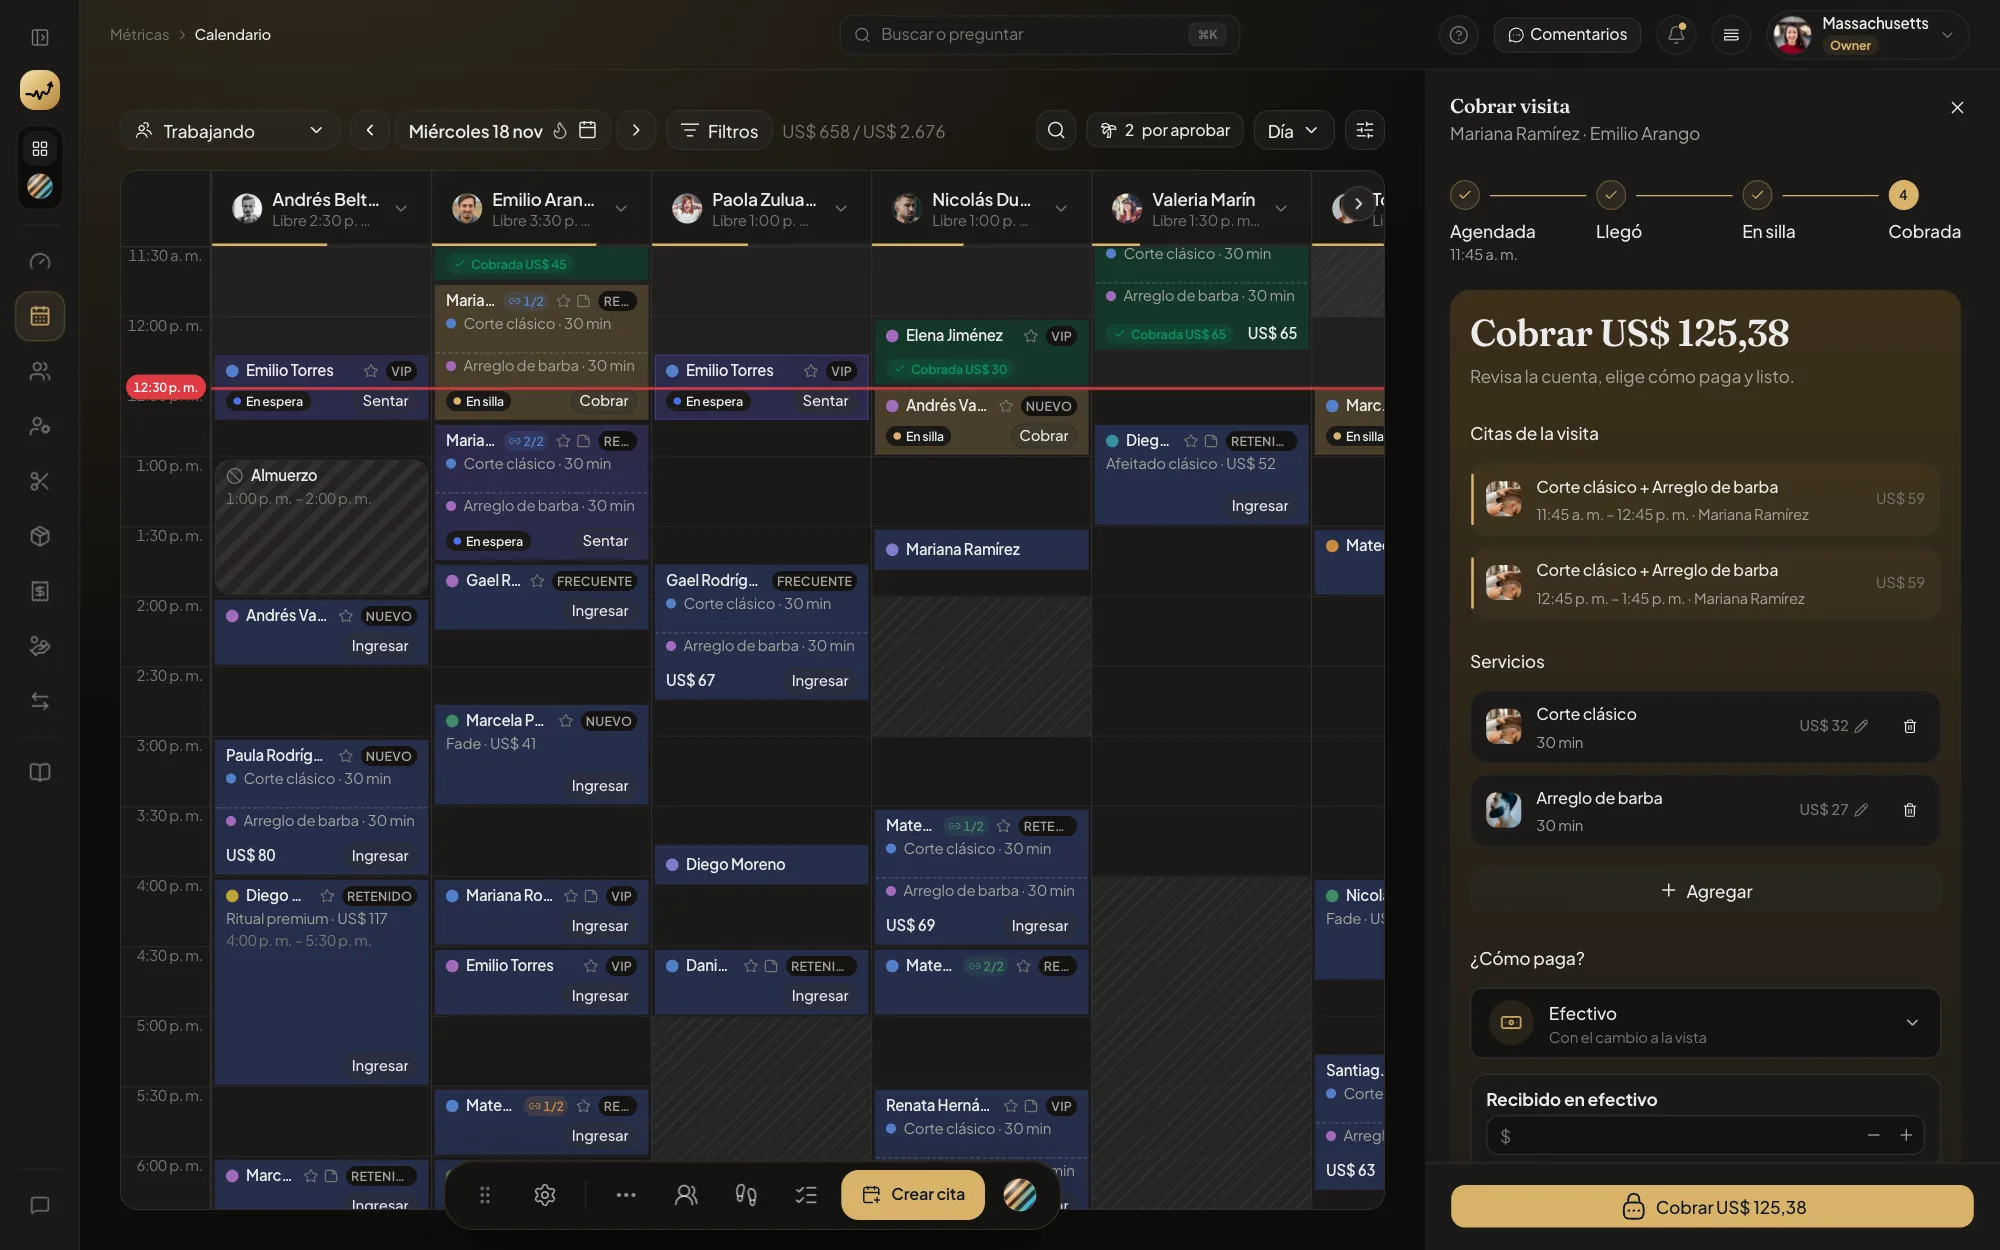 Métricas > Calendario
Buscar o preguntar
⌘K
Comentarios
Massachusetts
Owner
Trabajando
Miércoles 18 nov
Filtros
US$ 658 / US$ 2.676
2 por aprobar
Día
Andrés Belt...
Libre 2:30 p. ...
Emilio Aran...
Libre 3:30 p. ...
Paola Zulua...
Libre 1:00 p. ...
Nicolás Du...
Libre 1:00 p. ...
Valeria Marín
Libre 1:30 p. m...
11:30 a. m.
12:00 p. m.
12:30 p. m.
1:00 p. m.
1:30 p. m.
2:00 p. m.
2:30 p. m.
3:00 p. m.
3:30 p. m.
4:00 p. m.
4:30 p. m.
5:00 p. m.
5:30 p. m.
6:00 p. m.
Emilio Torres
VIP
En espera
Sentar
Almuerzo
1:00 p. m. – 2:00 p. m.
Andrés Va...
NUEVO
Ingresar
Paula Rodríg...
NUEVO
Corte clásico · 30 min
Arreglo de barba · 30 min
US$ 80
Ingresar
Diego ...
RETENIDO
Ritual premium · US$ 117
4:00 p. m. – 5:30 p. m.
Ingresar
Marc...
RETENI...
Ingresar
Cobrada US$ 45
Maria...
1/2
RE...
Corte clásico · 30 min
Arreglo de barba · 30 min
En silla
Cobrar
Maria...
2/2
RE...
Corte clásico · 30 min
Arreglo de barba · 30 min
En espera
Sentar
Gael R...
FRECUENTE
Ingresar
Marcela P...
NUEVO
Fade · US$ 41
Ingresar
Mariana Ro...
VIP
Ingresar
Emilio Torres
VIP
Ingresar
Mate...
1/2
RE...
Ingresar
Emilio Torres
VIP
En espera
Sentar
Gael Rodríg...
FRECUENTE
Corte clásico · 30 min
Arreglo de barba · 30 min
US$ 67
Ingresar
Diego Moreno
Dani...
RETENI...
Ingresar
Elena Jiménez
VIP
Cobrada US$ 30
Andrés Va...
NUEVO
En silla
Cobrar
Mariana Ramírez
Mate...
1/2
RETE...
Corte clásico · 30 min
Arreglo de barba · 30 min
US$ 69
Ingresar
Mate...
2/2
RE...
Renata Herná...
VIP
Corte clásico · 30 min
min
Corte clásico · 30 min
Arreglo de barba · 30 min
Cobrada US$ 65
US$ 65
Dieg...
RETENI...
Afeitado clásico · US$ 52
Ingresar
Marc.
En silla
Fade
Santiag.
Corte
US$ 63
Crear cita
Cobrar visita
Mariana Ramírez · Emilio Arango
4
Agendada
Llegó
En silla
Cobrada
11:45 a. m.
Cobrar US$ 125,38
Revisa la cuenta, elige cómo paga y listo.
Citas de la visita
Corte clásico + Arreglo de barba
US$ 59
11:45 a. m. – 12:45 p. m. · Mariana Ramírez
Corte clásico + Arreglo de barba
US$ 59
12:45 p. m. – 1:45 p. m. · Mariana Ramírez
Servicios
Corte clásico
US$ 32
30 min
Arreglo de barba
US$ 27
30 min
Agregar
¿Cómo paga?
Efectivo
Con el cambio a la vista
Recibido en efectivo
$
Cobrar US$ 125,38